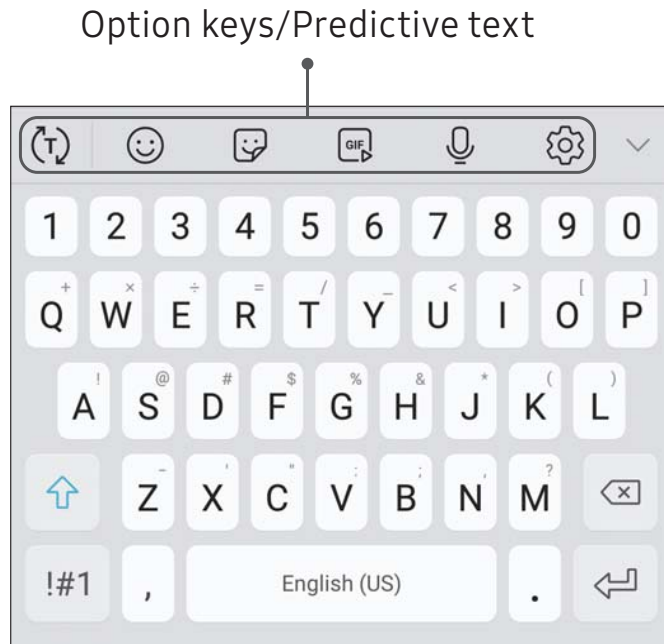 Option keys/Predictive text
T GIF
1 2 3 4 5 6 7 8 9 0
+ × ÷ = / _ < > [ ]
Q W E R T Y U I O P
! @ # $ % & * ( )
A S D F G H J K L
- ' " : ; , ?
Z X C V B N M
!#1 , English (US) .